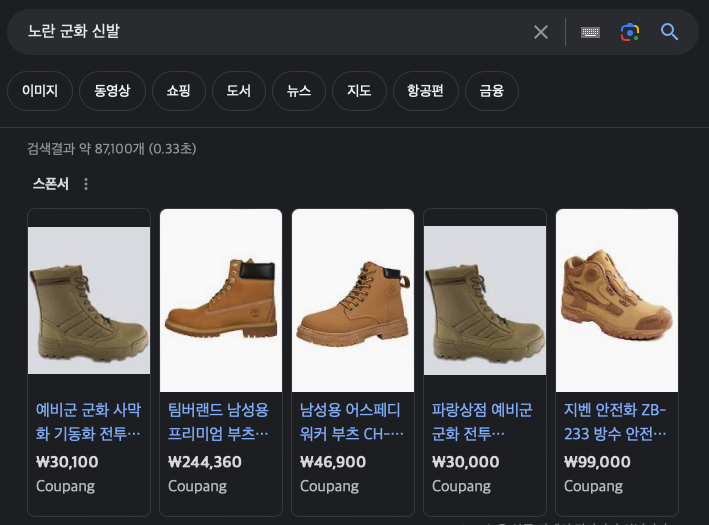 노란 군화 신발
이미지 동영상 쇼핑 도서 뉴스 지도 항공편 금융
검색결과 약 87,100개 (0.33초)
스폰서
예비군 군화 사막
화 기동화 전투…
₩30,100
Coupang
팀버랜드 남성용
프리미엄 부츠…
₩244,360
Coupang
남성용 어스페디
워커 부츠 CH-…
₩46,900
Coupang
파랑상점 예비군
군화 전투…
₩30,000
Coupang
지벤 안전화 ZB-
233 방수 안전…
₩99,000
Coupang